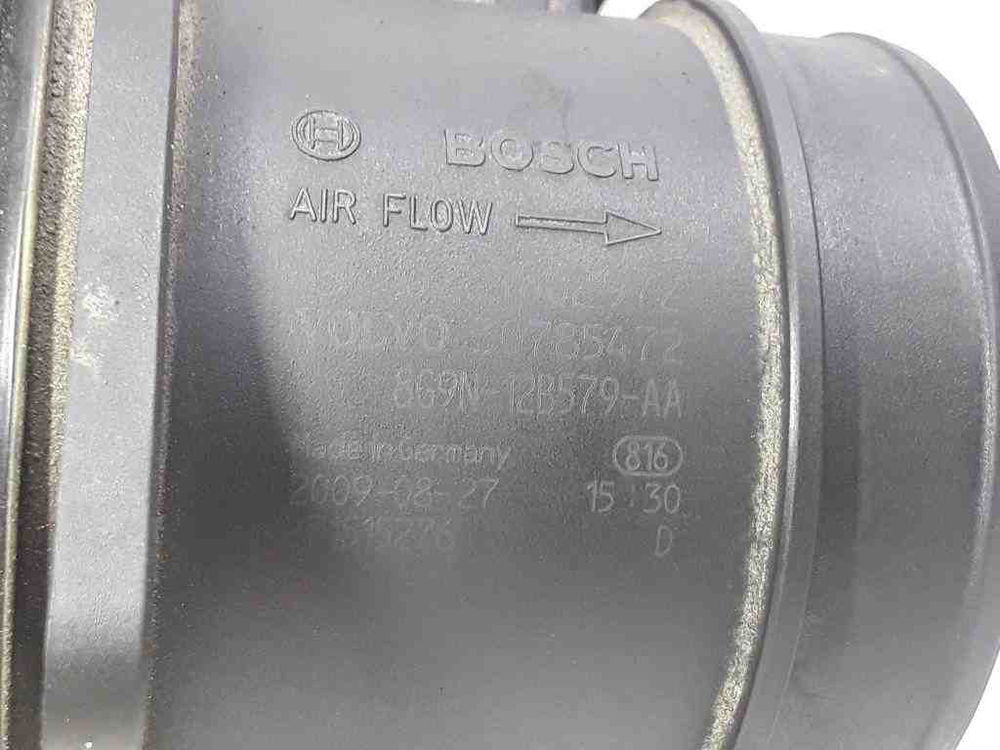 BOSCH
AIR FLOW
VOLVO 30785472
8G9N-12B579-AA
Made in Germany 816
2009-08-27 15:30
D